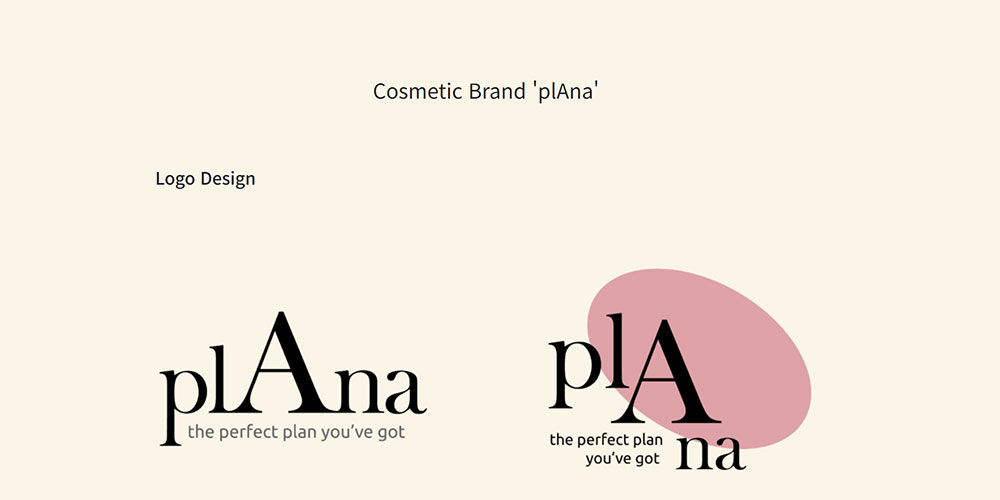 Cosmetic Brand 'plAna'
Logo Design
plAna
the perfect plan you've got
plA
na
the perfect plan
you've got